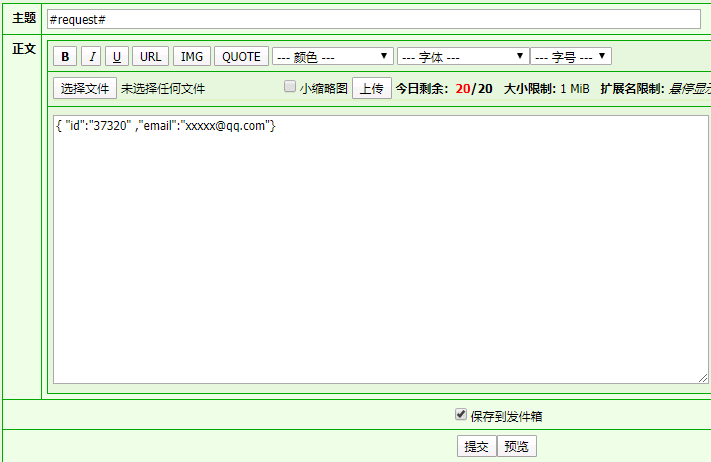 主题 #request#
正文 B I U URL IMG QUOTE --- 颜色 --- --- 字体 --- --- 字号 ---
选择文件 未选择任何文件 小缩略图 上传 今日剩余: 20/20 大小限制: 1 MiB 扩展名限制: 悬停显示
{ "id":"37320" ,"email":"xxxxx@qq.com"}
保存到发件箱
提交 预览